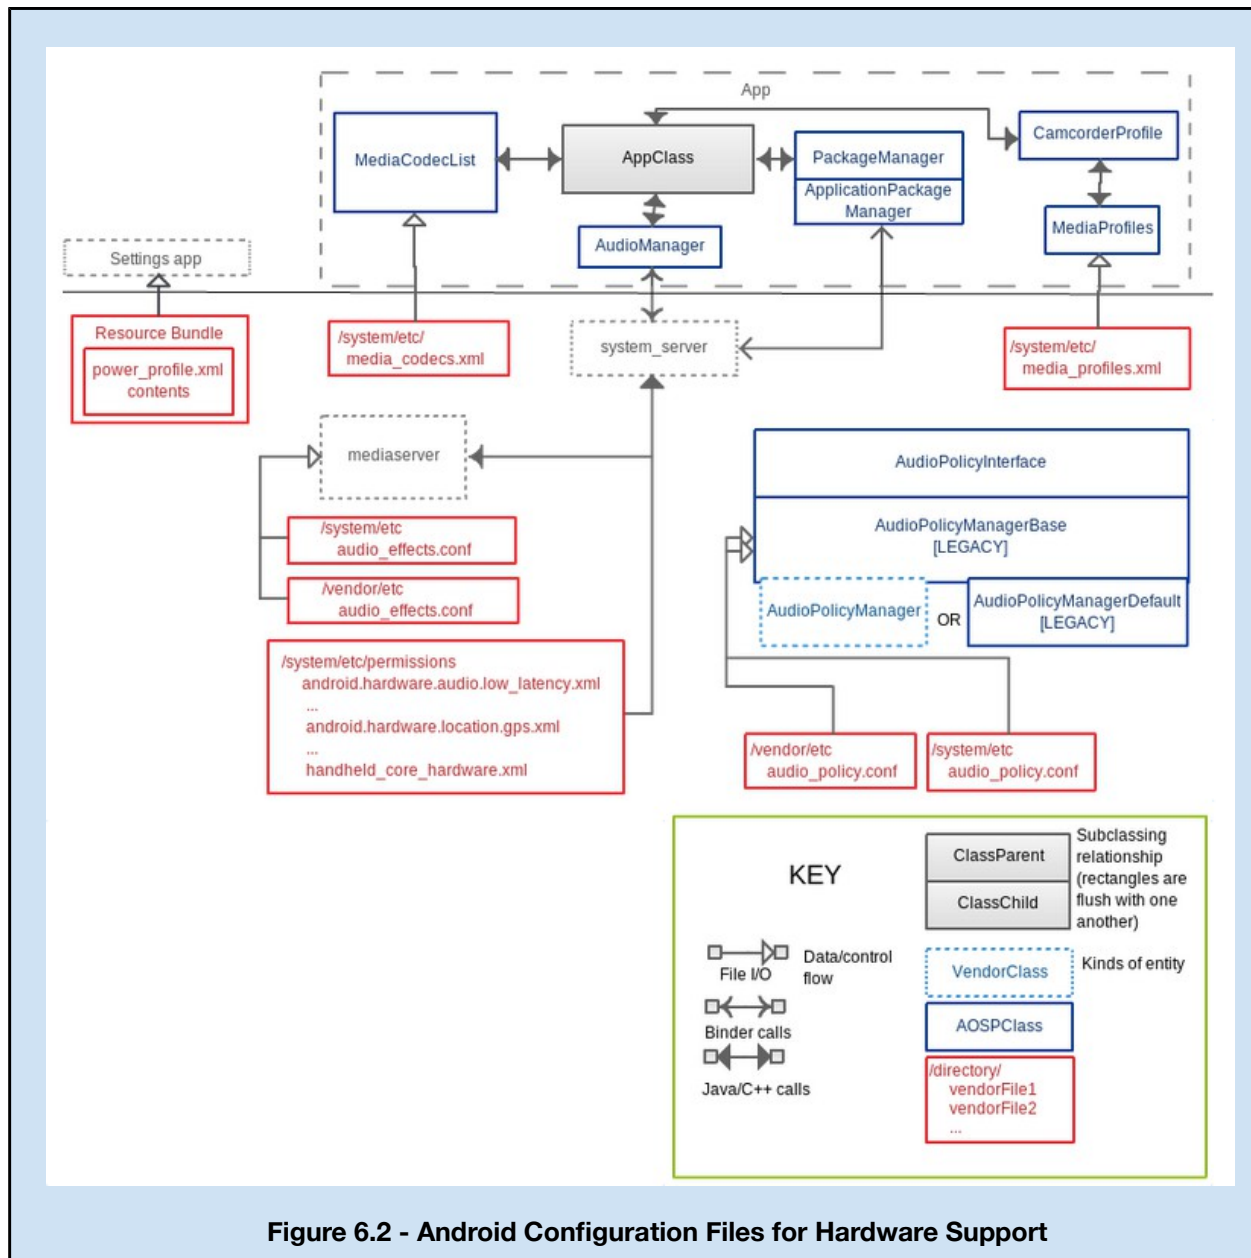 App
MediaCodecList
AppClass
PackageManager
ApplicationPackage
Manager
CamcorderProfile
AudioManager
MediaProfiles
Settings app
Resource Bundle
power_profile.xml
contents
/system/etc/
media_codecs.xml
system_server
/system/etc/
media_profiles.xml
mediaserver
AudioPolicyInterface
AudioPolicyManagerBase
[LEGACY]
/system/etc
audio_effects.conf
/vendor/etc
audio_effects.conf
AudioPolicyManager
OR
AudioPolicyManagerDefault
[LEGACY]
/system/etc/permissions
android.hardware.audio.low_latency.xml
...
android.hardware.location.gps.xml
...
handheld_core_hardware.xml
/vendor/etc
audio_policy.conf
/system/etc
audio_policy.conf
KEY
ClassParent
ClassChild
Subclassing
relationship
(rectangles are
flush with one
another)
File I/O
Data/control
flow
Binder calls
Java/C++ calls
VendorClass
Kinds of entity
AOSPClass
/directory/
vendorFile1
vendorFile2
...
Figure 6.2 - Android Configuration Files for Hardware Support